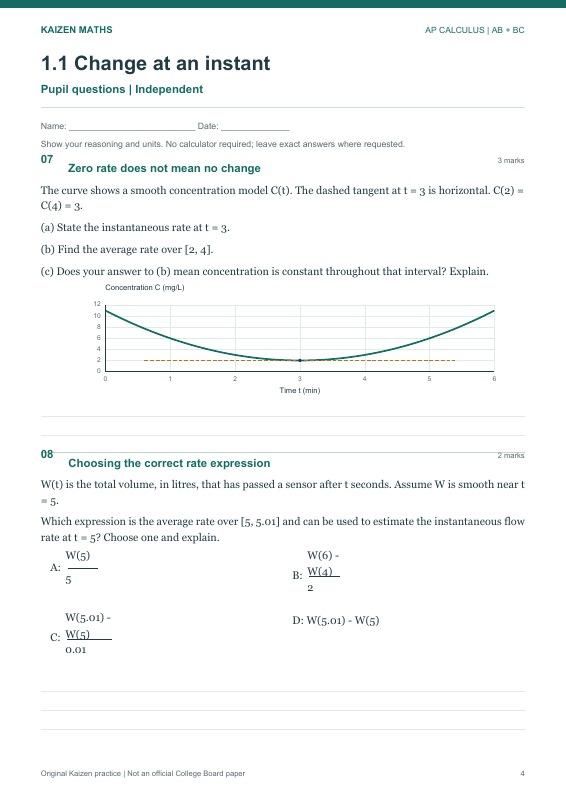 KAIZEN MATHS
AP CALCULUS | AB + BC
1.1 Change at an instant
Pupil questions | Independent
Name: __________________________ Date: ______________
Show your reasoning and units. No calculator required; leave exact answers where requested.
07
Zero rate does not mean no change
3 marks
The curve shows a smooth concentration model C(t). The dashed tangent at t = 3 is horizontal. C(2) =
C(4) = 3.
(a) State the instantaneous rate at t = 3.
(b) Find the average rate over [2, 4].
(c) Does your answer to (b) mean concentration is constant throughout that interval? Explain.
Concentration C (mg/L)
12
10
8
6
4
2
0
0 1 2 3 4 5 6
Time t (min)
08
Choosing the correct rate expression
2 marks
W(t) is the total volume, in litres, that has passed a sensor after t seconds. Assume W is smooth near t
= 5.
Which expression is the average rate over [5, 5.01] and can be used to estimate the instantaneous flow
rate at t = 5? Choose one and explain.
A: W(5)
5
B: W(6) -
W(4)
2
C: W(5.01) -
W(5)
0.01
D: W(5.01) - W(5)
Original Kaizen practice | Not an official College Board paper
4